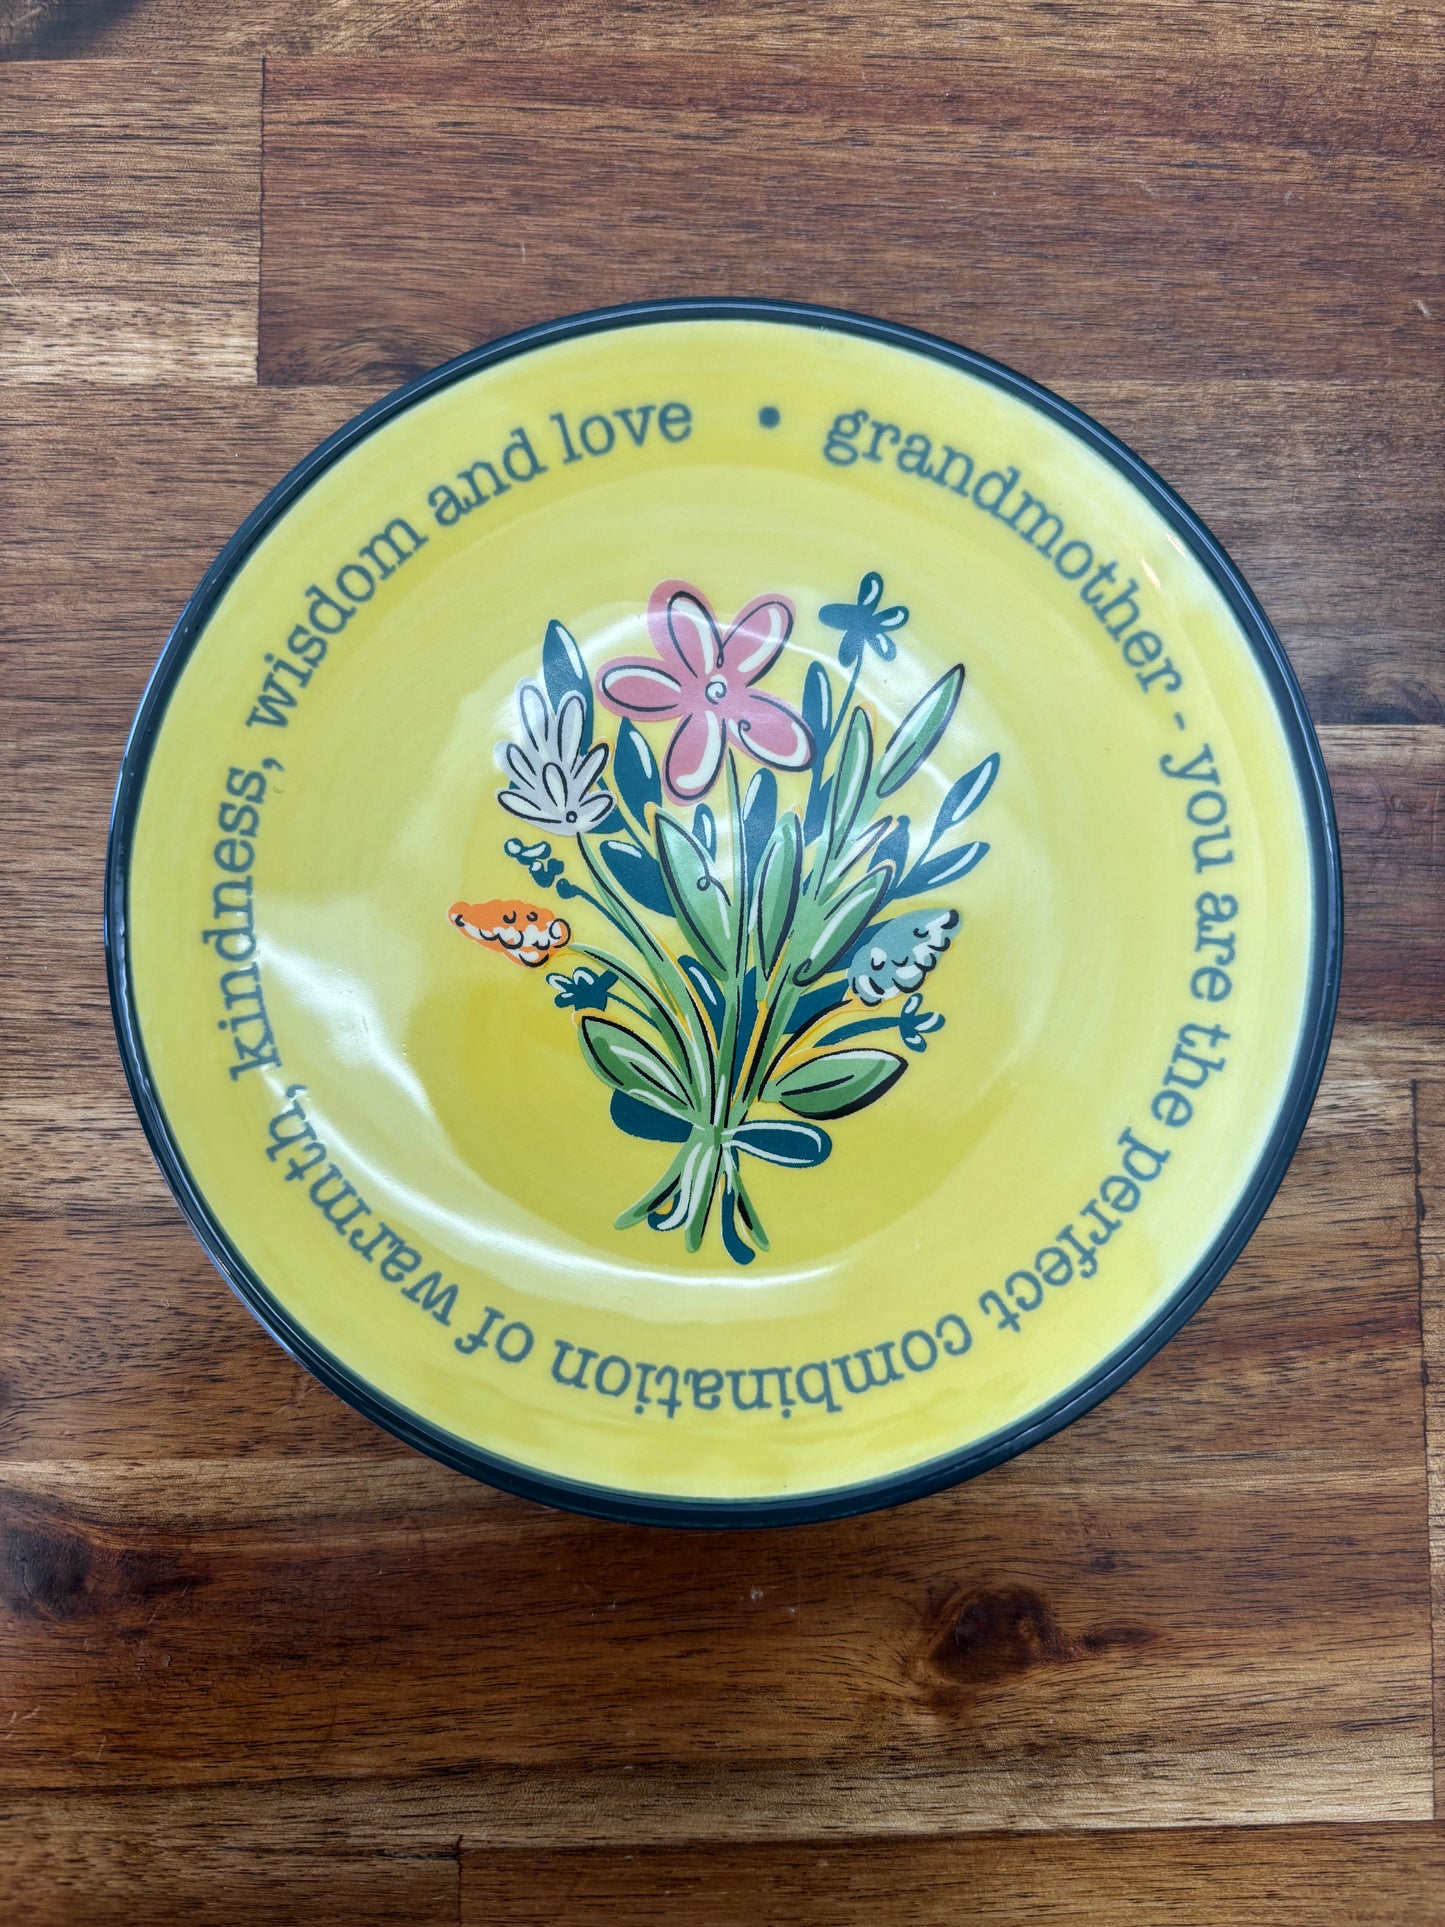 grandmother - you are the perfect combination of warmth, kindness, wisdom and love •